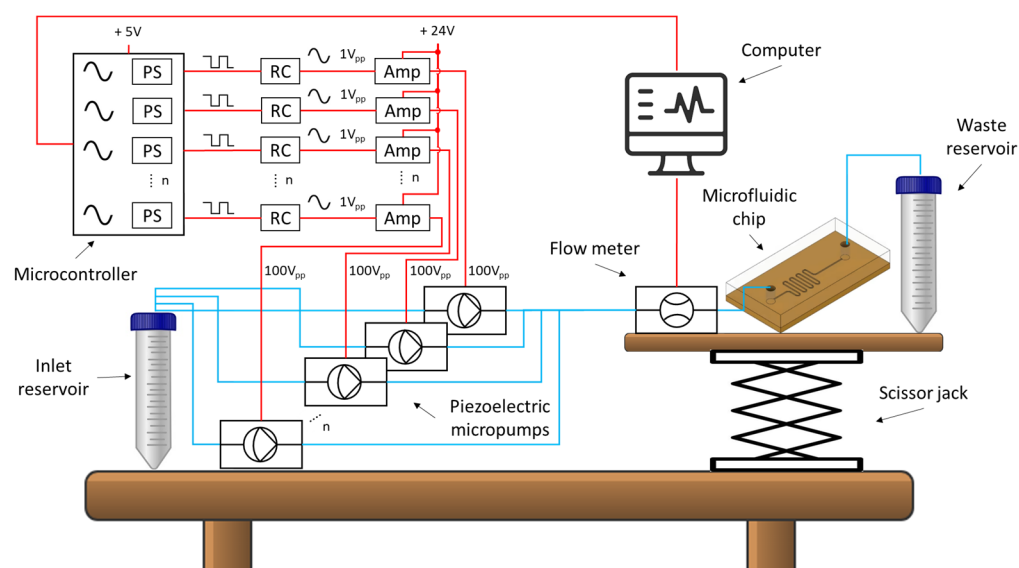 + 5V
+ 24V
PS
RC
1Vpp
Amp
PS
RC
1Vpp
Amp
PS
RC
1Vpp
Amp
n
n
n
PS
RC
1Vpp
Amp
Computer
Waste
reservoir
Microfluidic
chip
Flow meter
Microcontroller
100Vpp
100Vpp
100Vpp
100Vpp
Inlet
reservoir
Piezoelectric
micropumps
n
Scissor jack